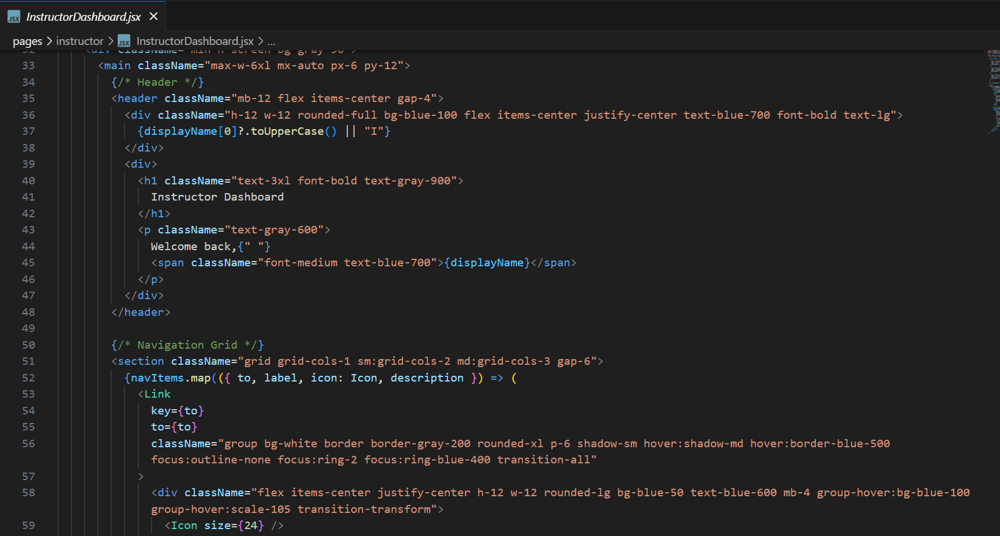 JSX InstructorDashboard.jsx
pages > instructor > JSX InstructorDashboard.jsx > ...
32 <div className="min-h-screen bg-gray-50">
33 <main className="max-w-6xl mx-auto px-6 py-12">
34 {/* Header */}
35 <header className="mb-12 flex items-center gap-4">
36 <div className="h-12 w-12 rounded-full bg-blue-100 flex items-center justify-center text-blue-700 font-bold text-lg">
37 {displayName[0]?.toUpperCase() || "I"}
38 </div>
39 <div>
40 <h1 className="text-3xl font-bold text-gray-900">
41 Instructor Dashboard
42 </h1>
43 <p className="text-gray-600">
44 Welcome back,{" "}
45 <span className="font-medium text-blue-700">{displayName}</span>
46 </p>
47 </div>
48 </header>
49
50 {/* Navigation Grid */}
51 <section className="grid grid-cols-1 sm:grid-cols-2 md:grid-cols-3 gap-6">
52 {navItems.map(({ to, label, icon: Icon, description }) => (
53 <Link
54 key={to}
55 to={to}
56 className="group bg-white border border-gray-200 rounded-xl p-6 shadow-sm hover:shadow-md hover:border-blue-500
focus:outline-none focus:ring-2 focus:ring-blue-400 transition-all"
57 >
58 <div className="flex items-center justify-center h-12 w-12 rounded-lg bg-blue-50 text-blue-600 mb-4 group-hover:bg-blue-100
group-hover:scale-105 transition-transform">
59 <Icon size={24} />